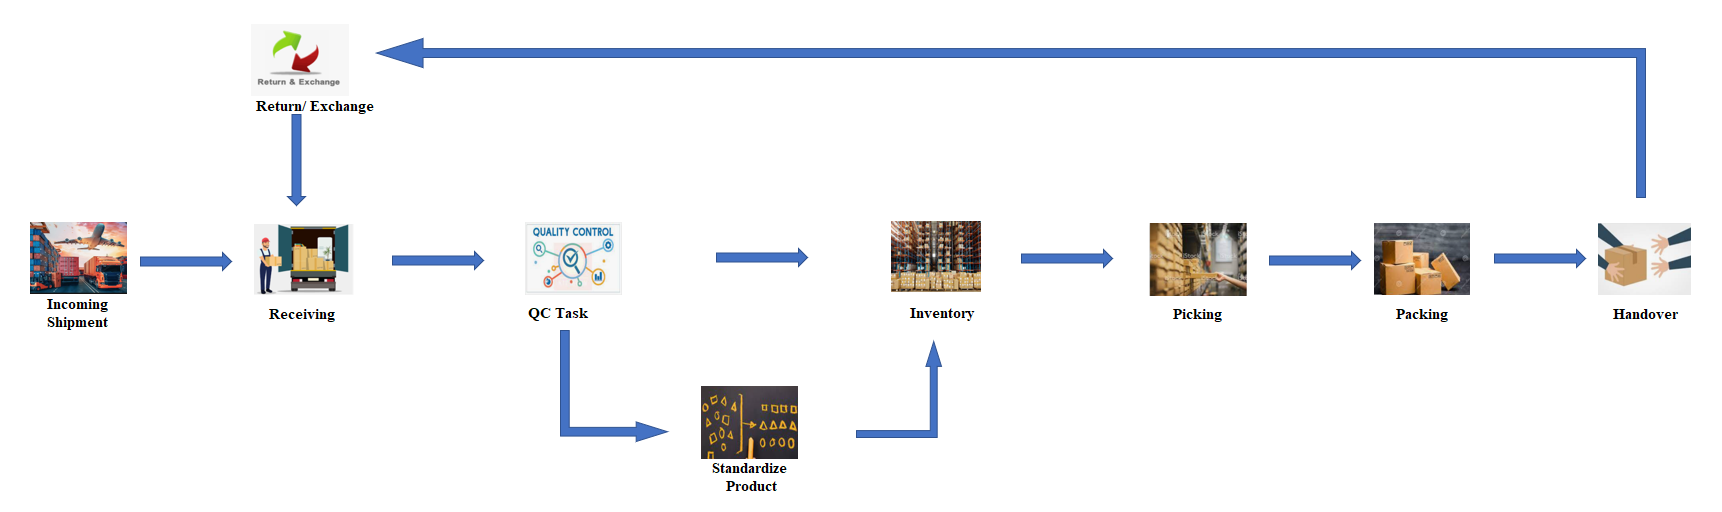 Return & Exchange
Return/ Exchange
Incoming
Shipment
Receiving
QUALITY CONTROL
QC Task
Inventory
Picking
Packing
Handover
Standardize
Product